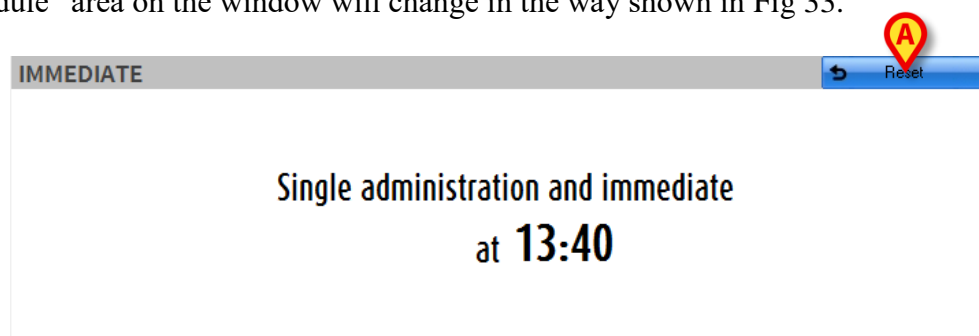 dule" area on the window will change in the way shown in Fig 33.
A
IMMEDIATE
Reset
Single administration and immediate
at 13:40